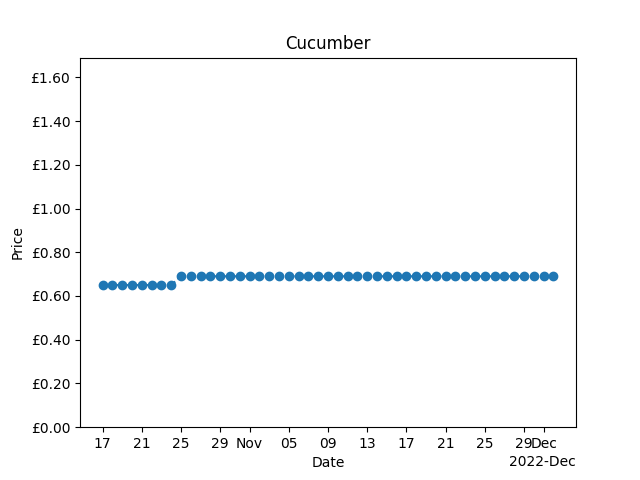 Cucumber
£1.60
£1.40
£1.20
£1.00
£0.80
£0.60
£0.40
£0.20
£0.00
Price
17 21 25 29 Nov 05 09 13 17 21 25 29 Dec
Date
2022-Dec